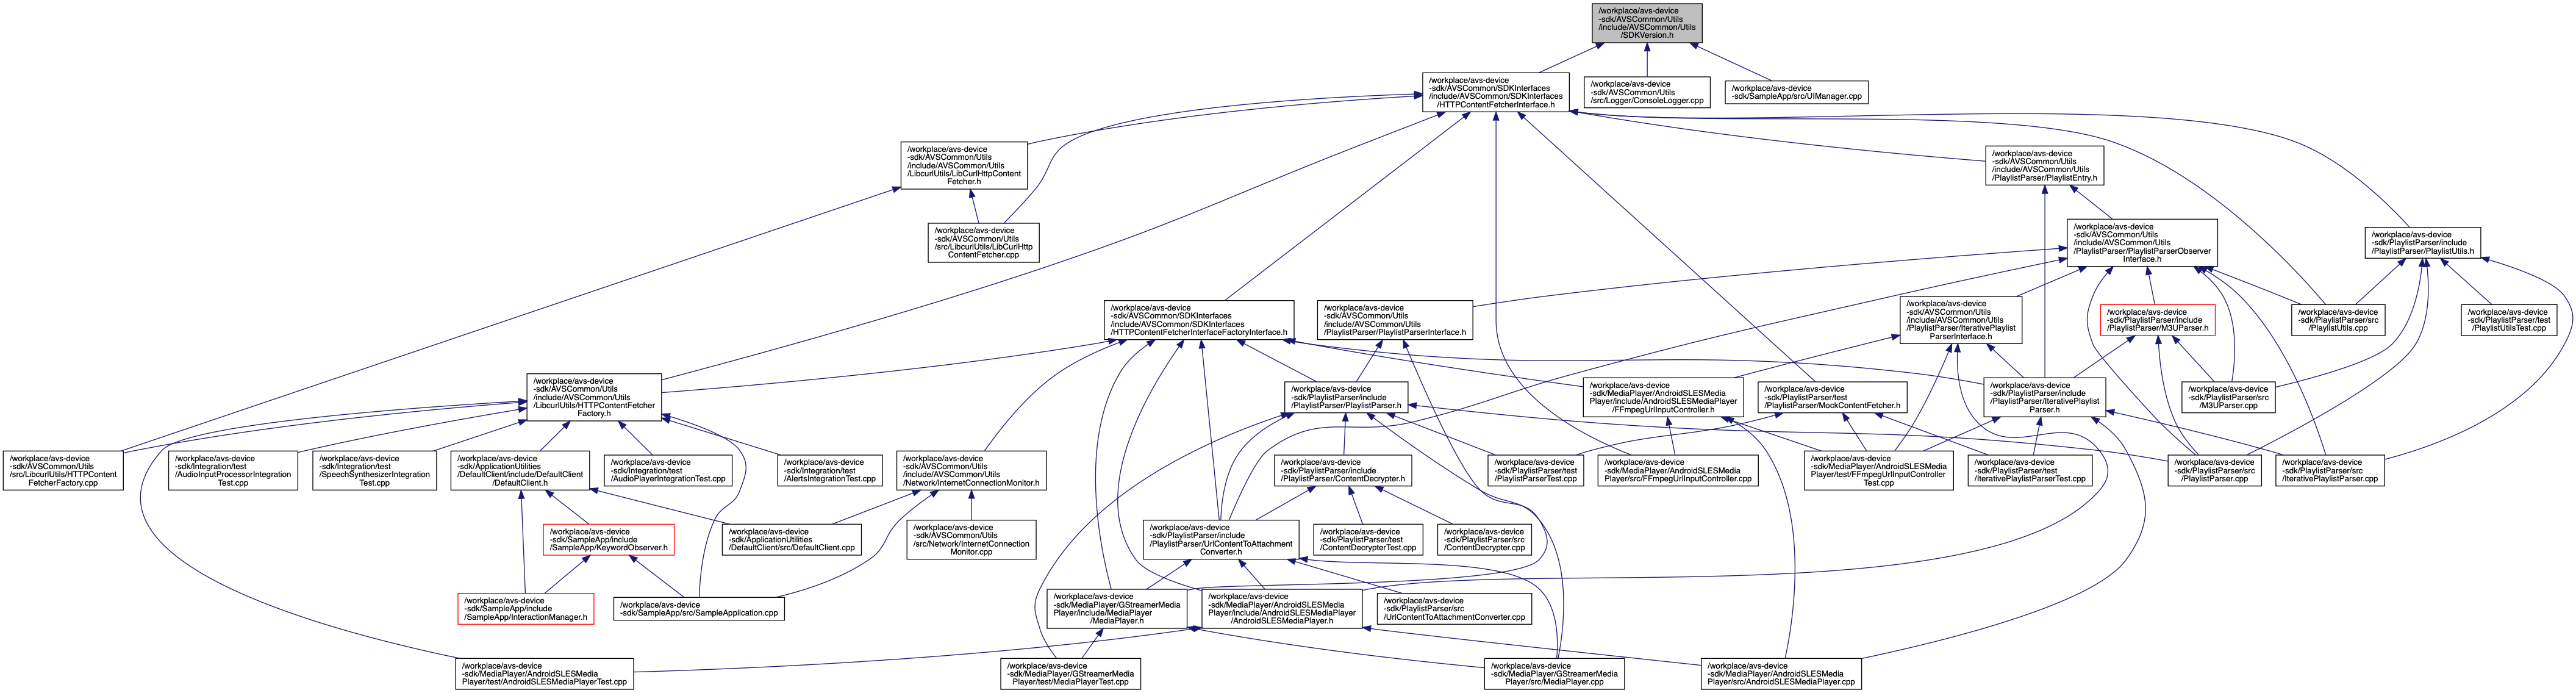 /workplace/avs-device
-sdk/AVSCommon/Utils
/include/AVSCommon/Utils
/SDKVersion.h
/workplace/avs-device
-sdk/AVSCommon/SDKInterfaces
/include/AVSCommon/SDKInterfaces
/HTTPContentFetcherInterface.h
/workplace/avs-device
-sdk/AVSCommon/Utils
/src/Logger/ConsoleLogger.cpp
/workplace/avs-device
-sdk/SampleApp/src/UIManager.cpp
/workplace/avs-device
-sdk/AVSCommon/Utils
/include/AVSCommon/Utils
/LibcurlUtils/LibCurlHttpContent
Fetcher.h
/workplace/avs-device
-sdk/AVSCommon/Utils
/include/AVSCommon/Utils
/PlaylistParser/PlaylistEntry.h
/workplace/avs-device
-sdk/AVSCommon/Utils
/src/LibcurlUtils/LibCurlHttp
ContentFetcher.cpp
/workplace/avs-device
-sdk/AVSCommon/Utils
/include/AVSCommon/Utils
/PlaylistParser/PlaylistParserObserver
Interface.h
/workplace/avs-device
-sdk/PlaylistParser/include
/PlaylistParser/PlaylistUtils.h
/workplace/avs-device
-sdk/AVSCommon/SDKInterfaces
/include/AVSCommon/SDKInterfaces
/HTTPContentFetcherInterfaceFactoryInterface.h
/workplace/avs-device
-sdk/AVSCommon/Utils
/include/AVSCommon/Utils
/PlaylistParser/PlaylistParserInterface.h
/workplace/avs-device
-sdk/AVSCommon/Utils
/include/AVSCommon/Utils
/PlaylistParser/IterativePlaylist
ParserInterface.h
/workplace/avs-device
-sdk/PlaylistParser/include
/PlaylistParser/M3UParser.h
/workplace/avs-device
-sdk/PlaylistParser/src
/PlaylistUtils.cpp
/workplace/avs-device
-sdk/PlaylistParser/test
/PlaylistUtilsTest.cpp
/workplace/avs-device
-sdk/AVSCommon/Utils
/include/AVSCommon/Utils
/LibcurlUtils/HTTPContentFetcher
Factory.h
/workplace/avs-device
-sdk/PlaylistParser/include
/PlaylistParser/PlaylistParser.h
/workplace/avs-device
-sdk/MediaPlayer/AndroidSLESMedia
Player/include/AndroidSLESMediaPlayer
/FFmpegUrlInputController.h
/workplace/avs-device
-sdk/PlaylistParser/test
/PlaylistParser/MockContentFetcher.h
/workplace/avs-device
-sdk/PlaylistParser/include
/PlaylistParser/IterativePlaylist
Parser.h
/workplace/avs-device
-sdk/PlaylistParser/src
/M3UParser.cpp
/workplace/avs-device
-sdk/AVSCommon/Utils
/src/LibcurlUtils/HTTPContent
FetcherFactory.cpp
/workplace/avs-device
-sdk/Integration/test
/AudioInputProcessorIntegration
Test.cpp
/workplace/avs-device
-sdk/Integration/test
/SpeechSynthesizerIntegration
Test.cpp
/workplace/avs-device
-sdk/ApplicationUtilities
/DefaultClient/include/DefaultClient
/DefaultClient.h
/workplace/avs-device
-sdk/Integration/test
/AudioPlayerIntegrationTest.cpp
/workplace/avs-device
-sdk/Integration/test
/AlertsIntegrationTest.cpp
/workplace/avs-device
-sdk/AVSCommon/Utils
/include/AVSCommon/Utils
/Network/InternetConnectionMonitor.h
/workplace/avs-device
-sdk/PlaylistParser/include
/PlaylistParser/ContentDecrypter.h
/workplace/avs-device
-sdk/PlaylistParser/test
/PlaylistParserTest.cpp
/workplace/avs-device
-sdk/MediaPlayer/AndroidSLESMedia
Player/src/FFmpegUrlInputController.cpp
/workplace/avs-device
-sdk/MediaPlayer/AndroidSLESMedia
Player/test/FFmpegUrlInputController
Test.cpp
/workplace/avs-device
-sdk/PlaylistParser/test
/IterativePlaylistParserTest.cpp
/workplace/avs-device
-sdk/PlaylistParser/src
/PlaylistParser.cpp
/workplace/avs-device
-sdk/PlaylistParser/src
/IterativePlaylistParser.cpp
/workplace/avs-device
-sdk/SampleApp/include
/SampleApp/KeywordObserver.h
/workplace/avs-device
-sdk/ApplicationUtilities
/DefaultClient/src/DefaultClient.cpp
/workplace/avs-device
-sdk/AVSCommon/Utils
/src/Network/InternetConnection
Monitor.cpp
/workplace/avs-device
-sdk/PlaylistParser/include
/PlaylistParser/UrlContentToAttachment
Converter.h
/workplace/avs-device
-sdk/PlaylistParser/test
/ContentDecrypterTest.cpp
/workplace/avs-device
-sdk/PlaylistParser/src
/ContentDecrypter.cpp
/workplace/avs-device
-sdk/SampleApp/include
/SampleApp/InteractionManager.h
/workplace/avs-device
-sdk/SampleApp/src/SampleApplication.cpp
/workplace/avs-device
-sdk/MediaPlayer/GStreamerMedia
Player/include/MediaPlayer
/MediaPlayer.h
/workplace/avs-device
-sdk/MediaPlayer/AndroidSLESMedia
Player/include/AndroidSLESMediaPlayer
/AndroidSLESMediaPlayer.h
/workplace/avs-device
-sdk/PlaylistParser/src
/UrlContentToAttachmentConverter.cpp
/workplace/avs-device
-sdk/MediaPlayer/AndroidSLESMedia
Player/test/AndroidSLESMediaPlayerTest.cpp
/workplace/avs-device
-sdk/MediaPlayer/GStreamerMedia
Player/test/MediaPlayerTest.cpp
/workplace/avs-device
-sdk/MediaPlayer/GStreamerMedia
Player/src/MediaPlayer.cpp
/workplace/avs-device
-sdk/MediaPlayer/AndroidSLESMedia
Player/src/AndroidSLESMediaPlayer.cpp